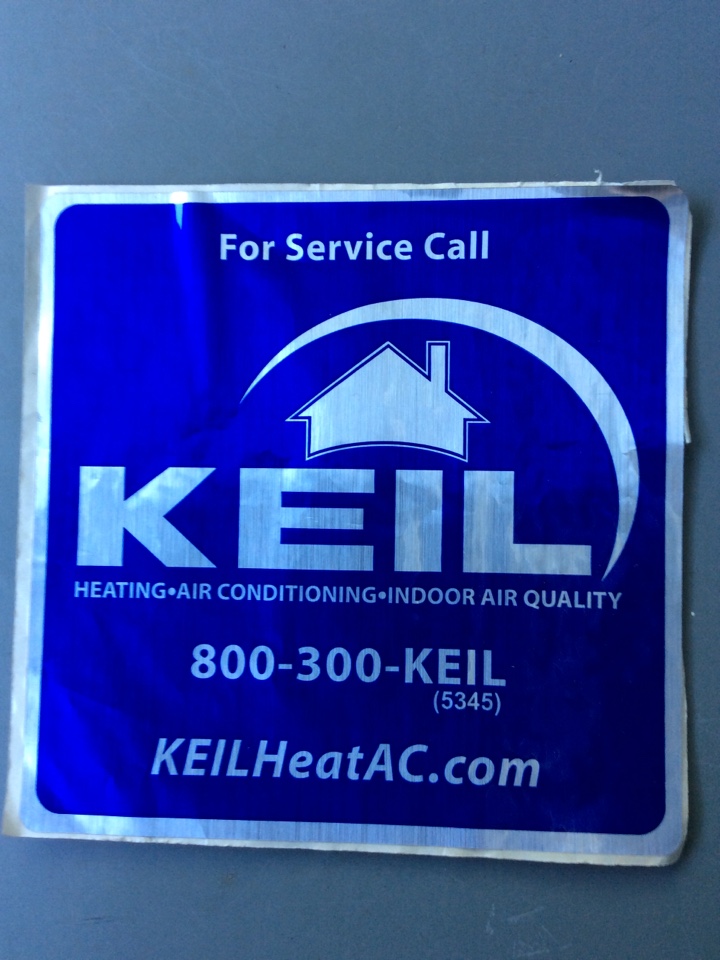 For Service Call
KEIL
HEATING•AIR CONDITIONING•INDOOR AIR QUALITY
800-300-KEIL
(5345)
KEILHeatAC.com